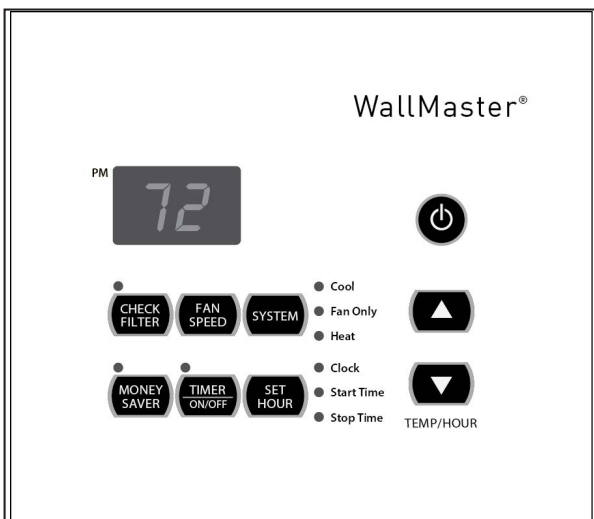 WallMaster®
PM
72
Cool
CHECK
FILTER
FAN
SPEED
SYSTEM
Fan Only
Heat
Clock
MONEY
SAVER
TIMER
ON/OFF
SET
HOUR
Start Time
Stop Time
TEMP/HOUR